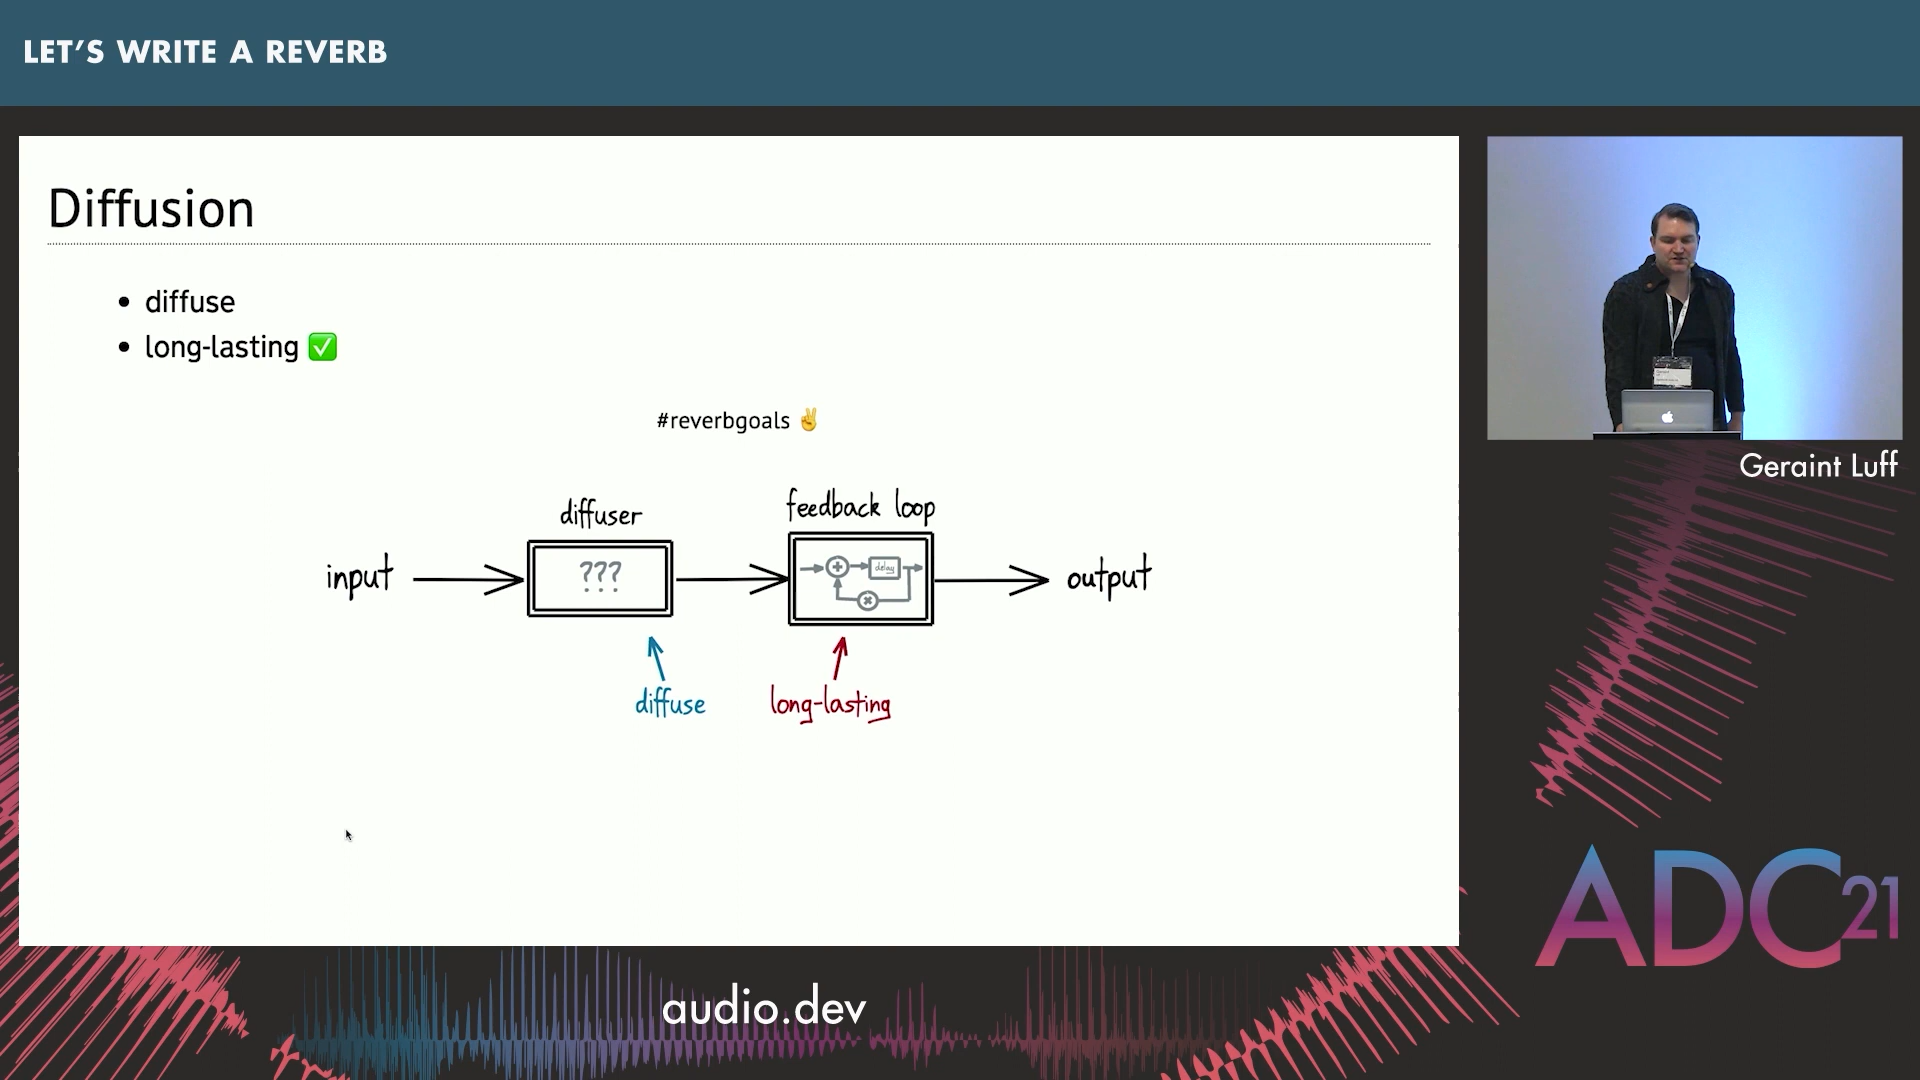 LET'S WRITE A REVERB
Diffusion
• diffuse
• long-lasting ✅
#reverbgoals ✌
diffuser
feedback loop
input
???
+
delay
×
output
diffuse
long-lasting
Geraint Luff
ADC21
audio.dev